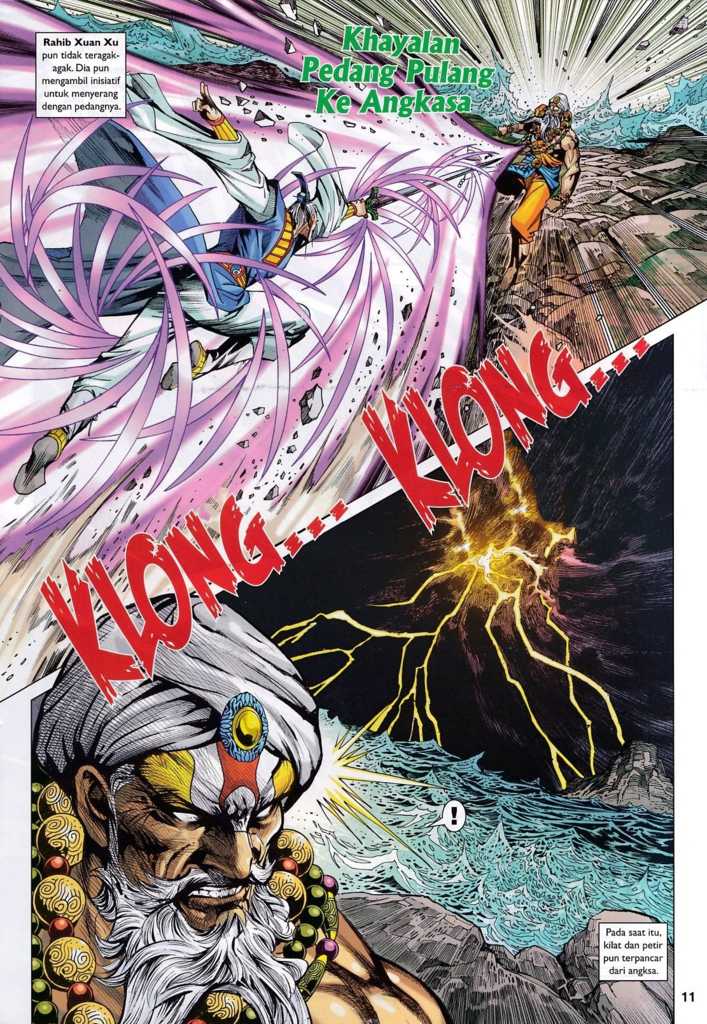 Rahib Xuan Xu
pun tidak teragak-
agak. Dia pun
mengambil inisiatif
untuk menyerang
dengan pedangnya.
Khayalan
Pedang Pulang
Ke Angkasa
KLONG...
KLONG...
!
Pada saat itu,
kilat dan petir
pun terpancar
dari angksa.
11